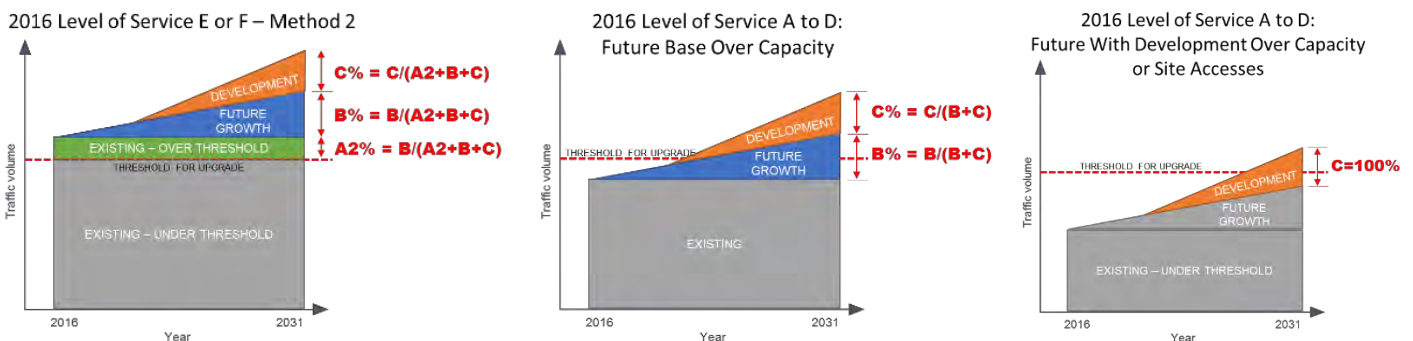 2016 Level of Service E or F – Method 2
C% = C/(A2+B+C)
DEVELOPMENT
B% = B/(A2+B+C)
FUTURE
GROWTH
EXISTING – OVER THRESHOLD
A2% = B/(A2+B+C)
THRESHOLD FOR UPGRADE
EXISTING – UNDER THRESHOLD
Traffic volume
2016
2031
Year
2016 Level of Service A to D:
Future Base Over Capacity
C% = C/(B+C)
DEVELOPMENT
THRESHOLD FOR UPGRADE
FUTURE
GROWTH
B% = B/(B+C)
EXISTING
Traffic volume
2016
2031
Year
2016 Level of Service A to D:
Future With Development Over Capacity
or Site Accesses
THRESHOLD FOR UPGRADE
C=100%
DEVELOPMENT
FUTURE
GROWTH
EXISTING – UNDER THRESHOLD
Traffic volume
2016
2031
Year